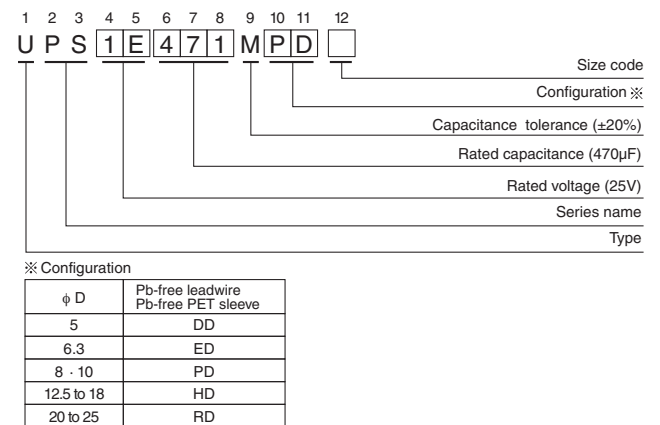 1 2 3 4 5 6 7 8 9 10 11 12
U P S 1 E 4 7 1 M P D
Size code
Configuration ※
Capacitance tolerance (±20%)
Rated capacitance (470µF)
Rated voltage (25V)
Series name
Type
※ Configuration
ϕ D Pb-free leadwire
Pb-free PET sleeve
5 DD
6.3 ED
8 · 10 PD
12.5 to 18 HD
20 to 25 RD